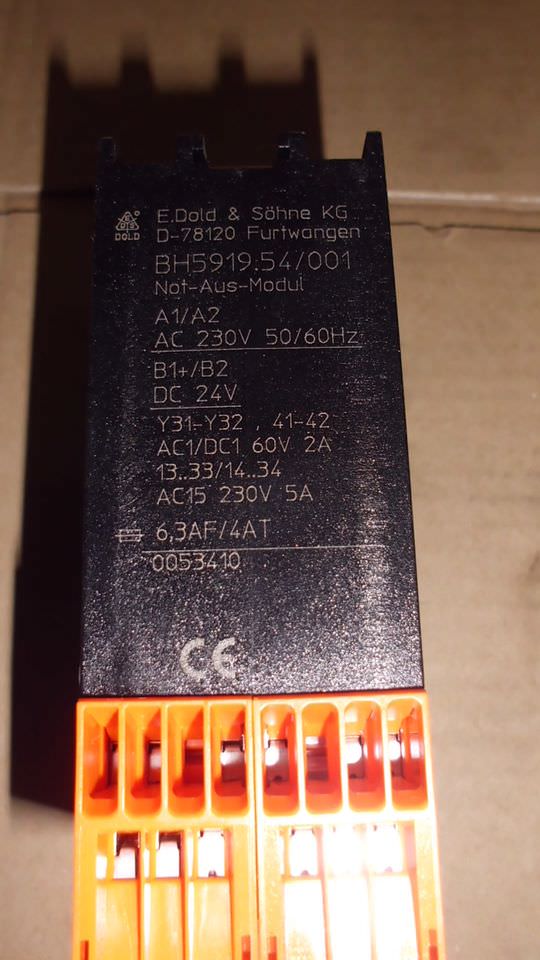 E.Dold & Söhne KG
DOLD
D-78120 Furtwangen
BH5919.54/001
Not-Aus-Modul
A1/A2
AC 230V 50/60Hz
B1+/B2
DC 24V
Y31-Y32 , 41-42
AC1/DC1 60V 2A
13..33/14..34
AC15 230V 5A
6,3AF/4AT
0053410
CE